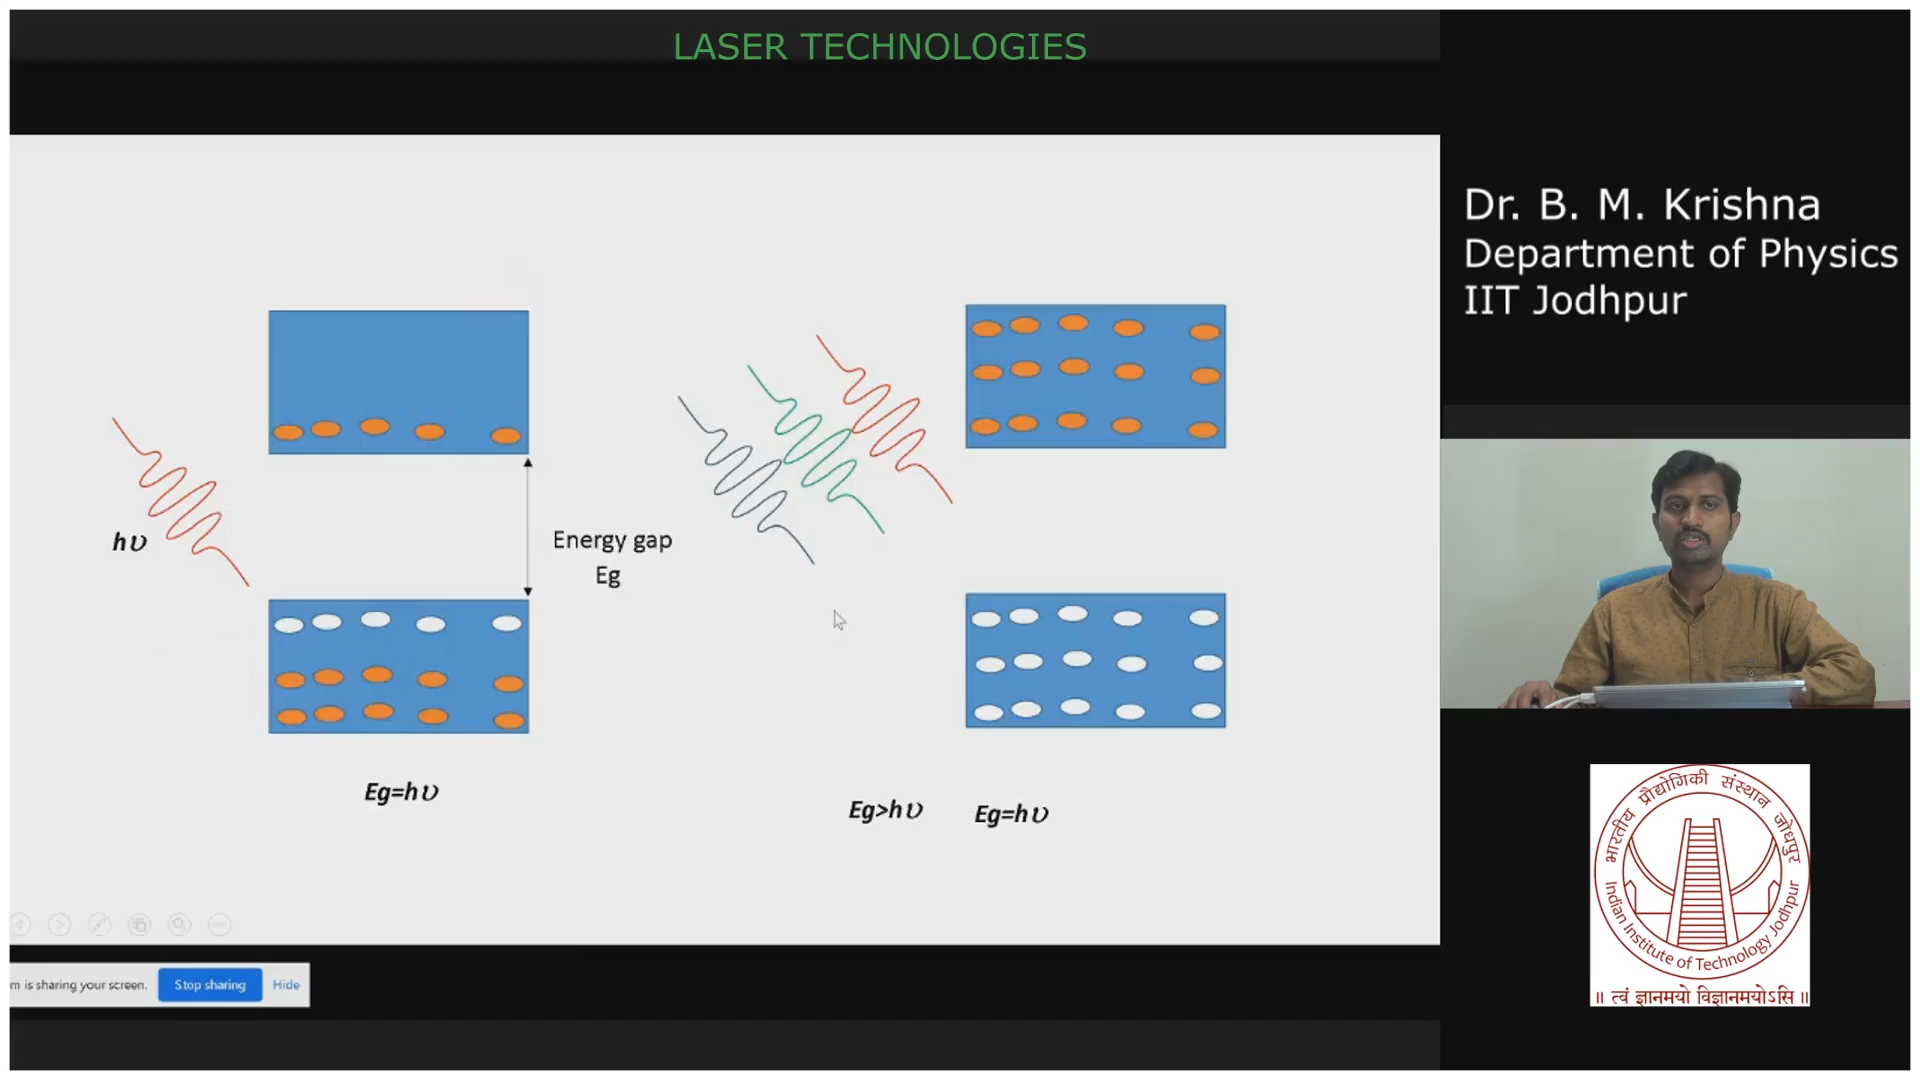 LASER TECHNOLOGIES
Dr. B. M. Krishna
Department of Physics
IIT Jodhpur
hυ
Energy gap
Eg
Eg=hυ
Eg>hυ
Eg=hυ
m is sharing your screen.
Stop sharing
Hide
भारतीय प्रौद्योगिकी संस्थान जोधपुर
Indian Institute of Technology Jodhpur
॥ त्वं ज्ञानमयो विज्ञानमयोऽसि ॥